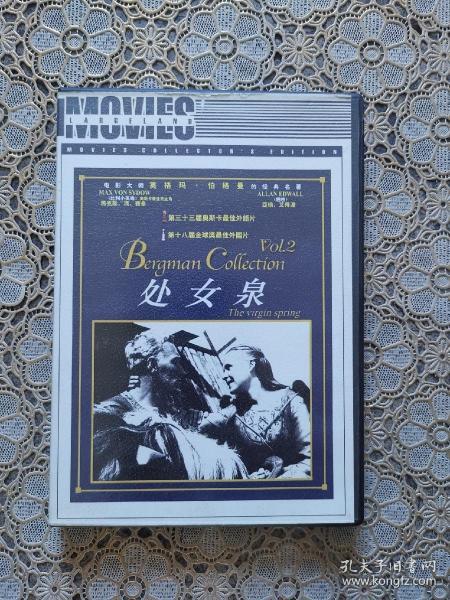 MOVIES
LARGELAND
MOVIES COLLECTOR'S EDITION
电影大师英格玛·伯格曼的经典名著
MAX VON SYDOW
ALLAN EDWALL
第三十三届奥斯卡最佳外语片
第十八届金球奖最佳外国片
Vol.2
Bergman Collection
处女泉
The virgin spring
孔夫子旧书网
www.kongfz.com